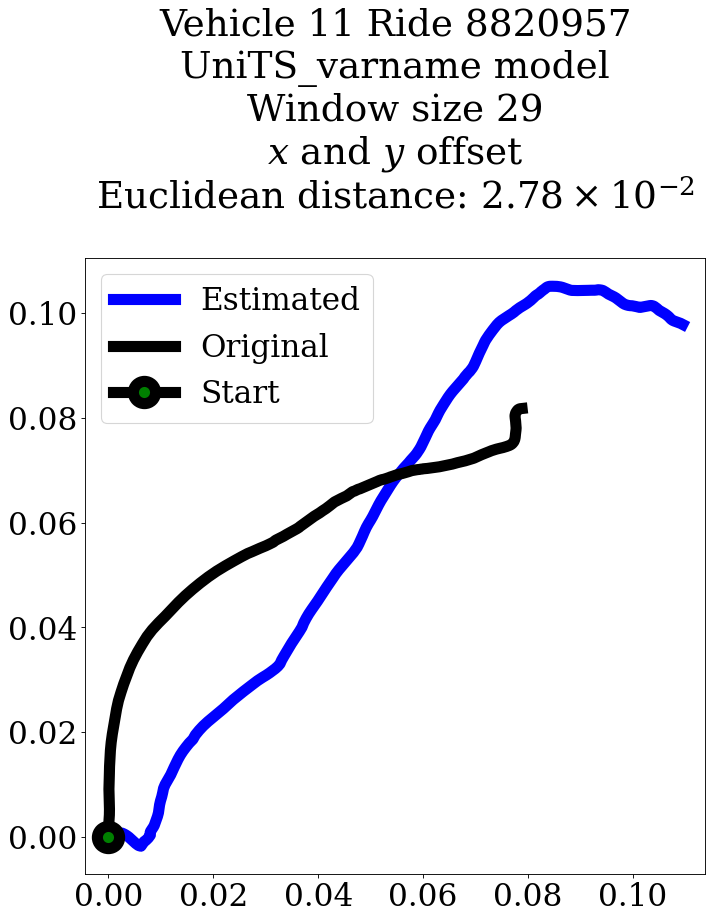 Vehicle 11 Ride 8820957
UniTS_varname model
Window size 29
x and y offset
Euclidean distance: 2.78 × 10⁻²
Estimated
Original
Start
0.10
0.08
0.06
0.04
0.02
0.00
0.00 0.02 0.04 0.06 0.08 0.10